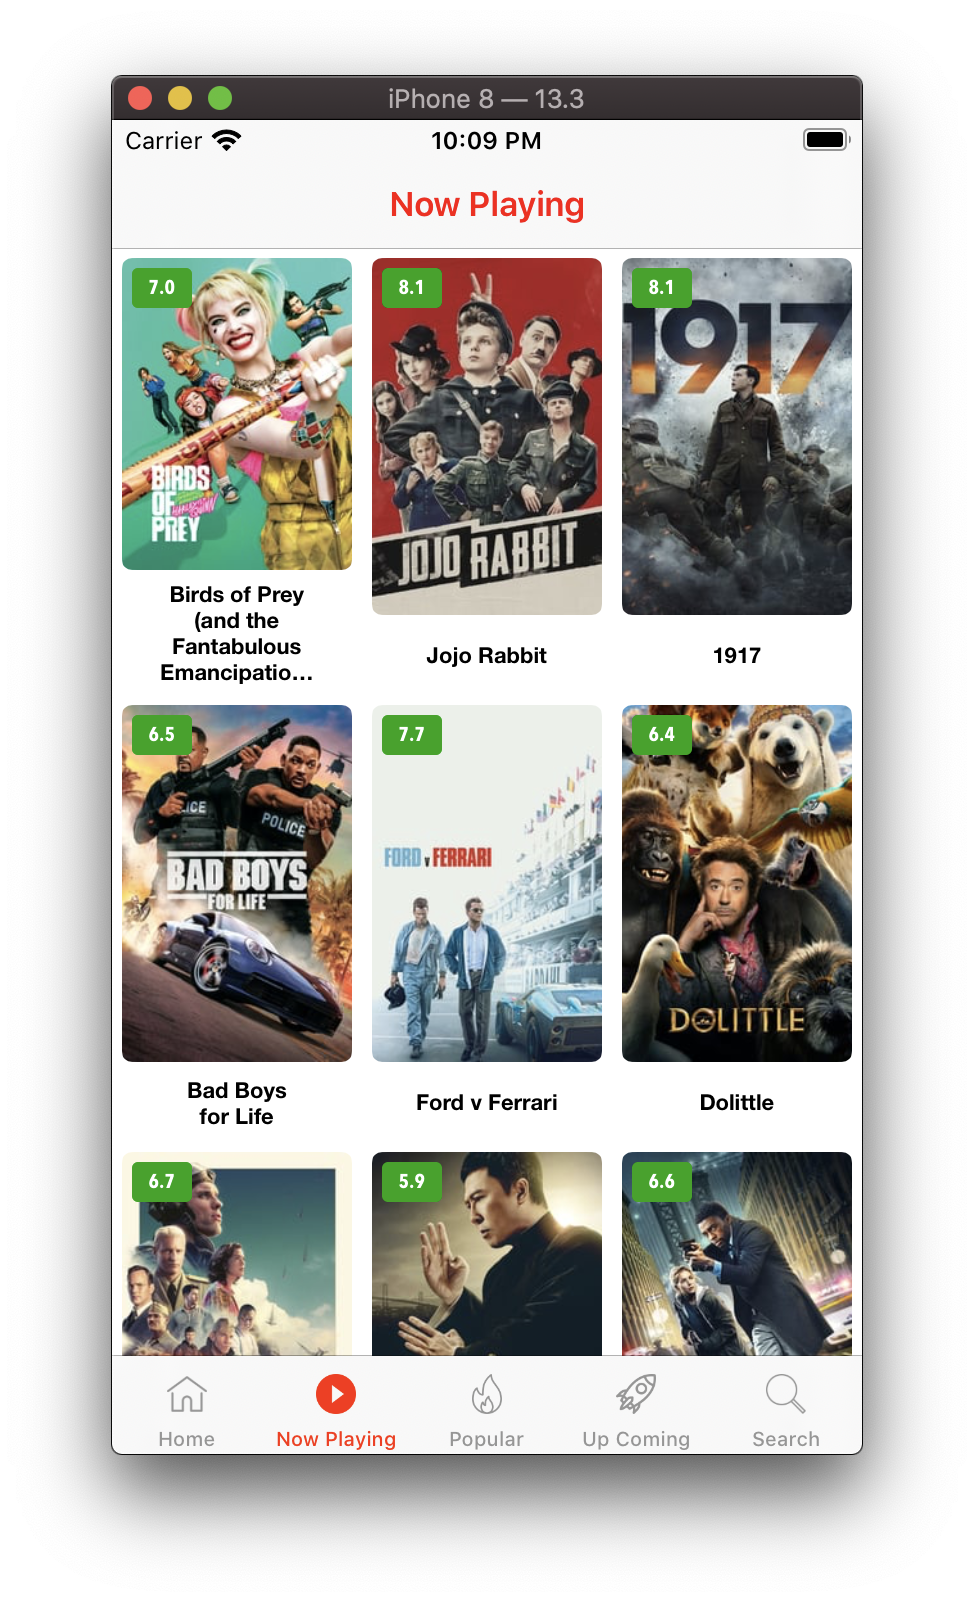 iPhone 8 — 13.3
Carrier 10:09 PM
Now Playing
7.0
BIRDS
OF
PREY
8.1
JOJO RABBIT
8.1
1917
Birds of Prey
(and the
Fantabulous
Emancipatio...
Jojo Rabbit
1917
6.5
POLICE
BAD BOYS
FOR LIFE
7.7
FORD v FERRARI
6.4
DOLITTLE
Bad Boys
for Life
Ford v Ferrari
Dolittle
6.7
5.9
6.6
Home
Now Playing
Popular
Up Coming
Search